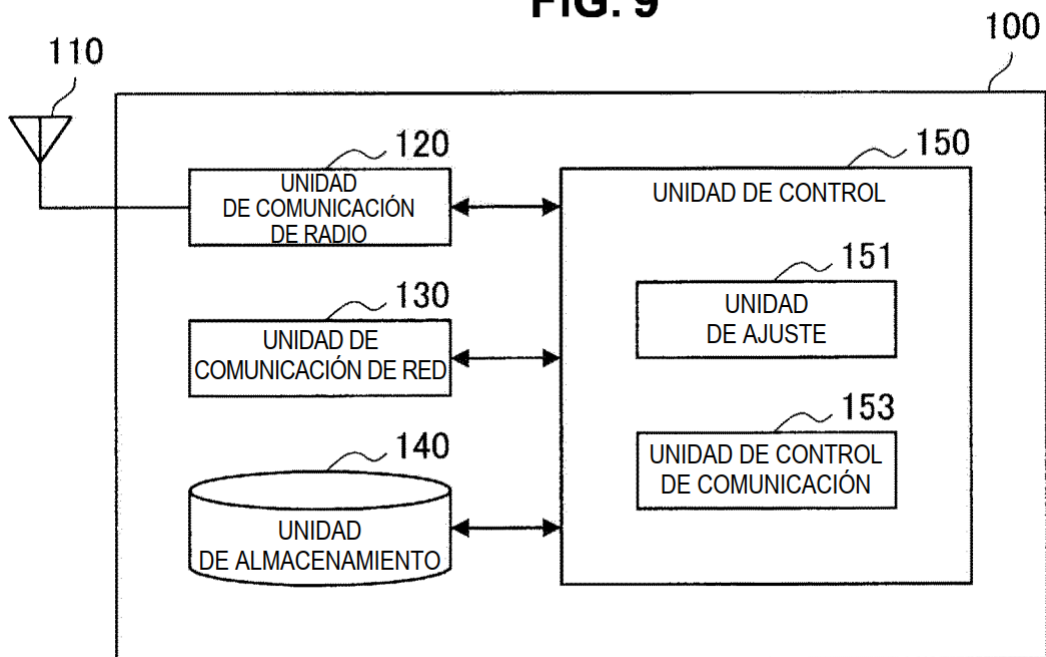 FIG. 9
100
110
120
UNIDAD
DE COMUNICACIÓN
DE RADIO
130
UNIDAD DE
COMUNICACIÓN DE RED
140
UNIDAD
DE ALMACENAMIENTO
150
UNIDAD DE CONTROL
151
UNIDAD
DE AJUSTE
153
UNIDAD DE CONTROL
DE COMUNICACIÓN